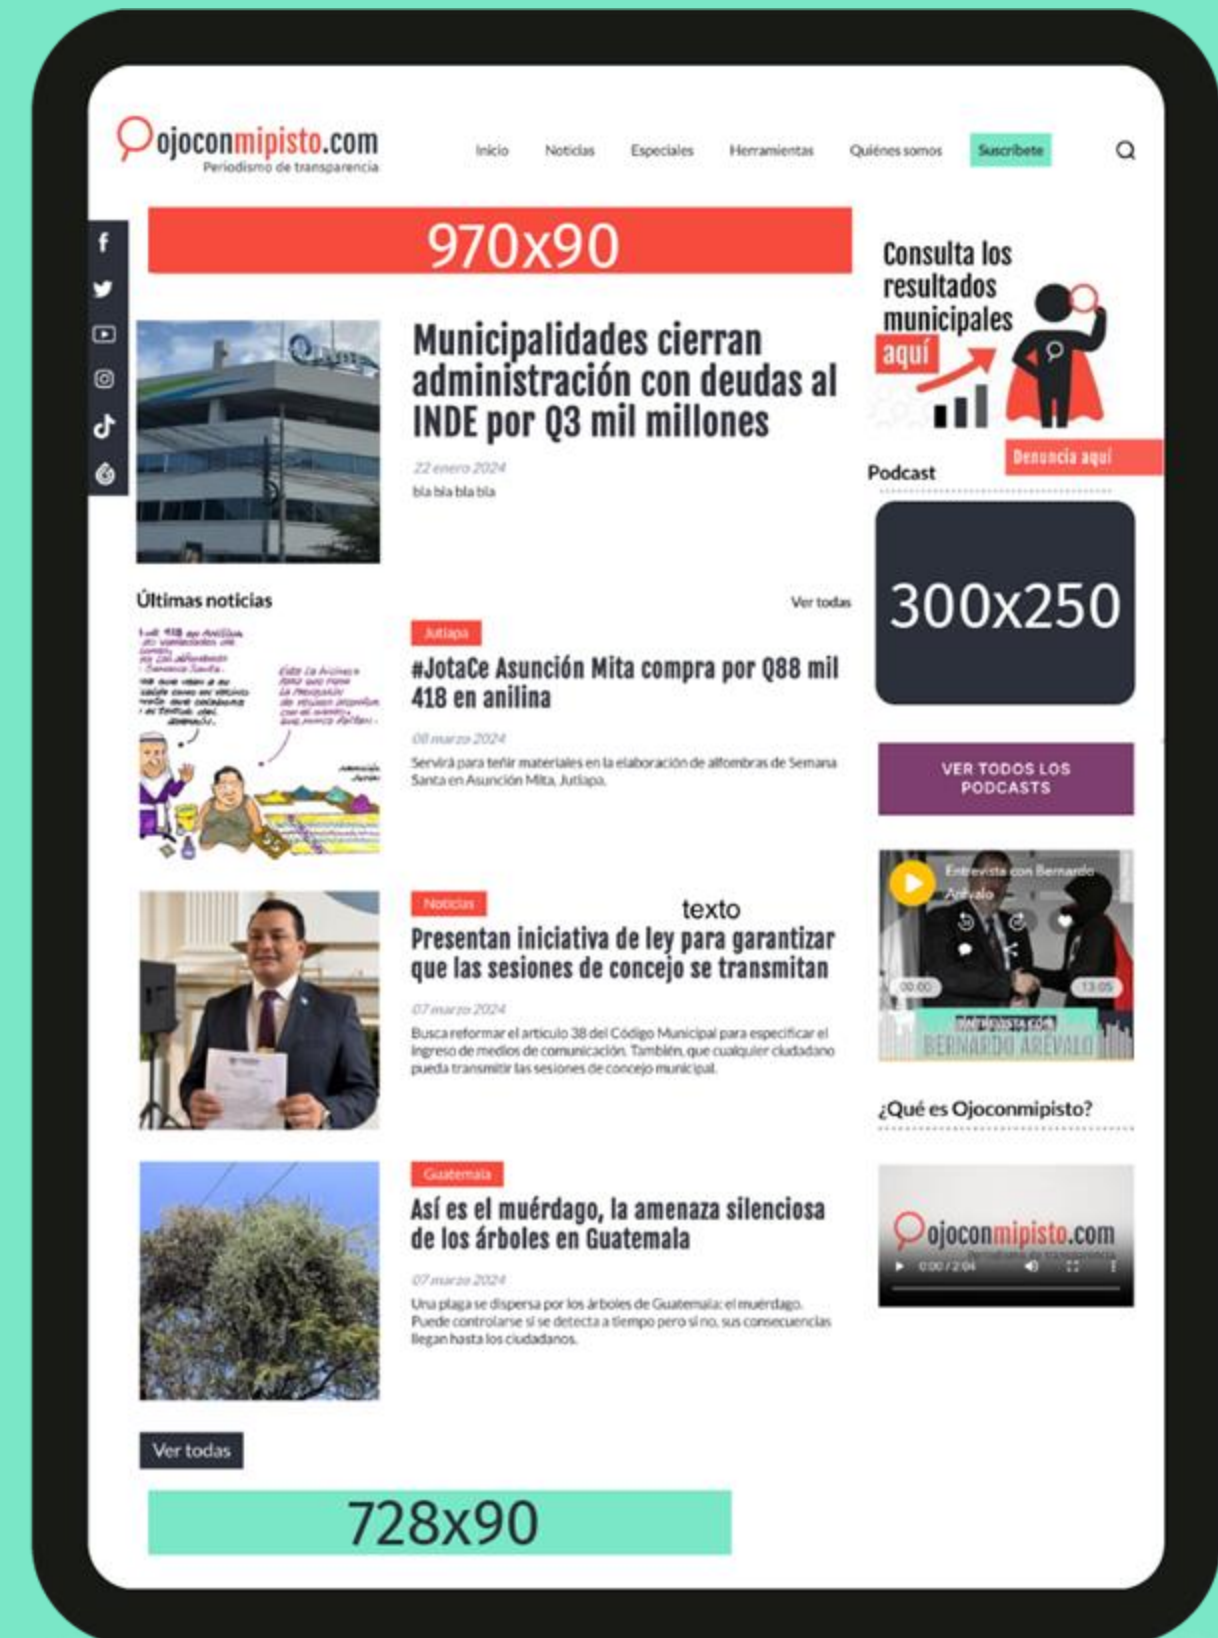 ojoconmipisto.com
Periodismo de transparencia
Inicio
Noticias
Especiales
Herramientas
Quiénes somos
Suscríbete
970x90
Consulta los
resultados
municipales
aquí
Denuncia aquí
Municipalidades cierran
administración con deudas al
INDE por Q3 mil millones
22 enero 2024
bla bla bla bla
Podcast
300x250
VER TODOS LOS
PODCASTS
Últimas noticias
Ver todas
Jutiapa
#JotaCe Asunción Mita compra por Q88 mil
418 en anilina
08 marzo 2024
Servirá para teñir materiales en la elaboración de alfombras de Semana
Santa en Asunción Mita, Jutiapa.
Noticias
texto
Presentan iniciativa de ley para garantizar
que las sesiones de concejo se transmitan
07 marzo 2024
Busca reformar el artículo 38 del Código Municipal para especificar el
ingreso de medios de comunicación. También, que cualquier ciudadano
pueda transmitir las sesiones de concejo municipal.
Entrevista con Bernardo
Arévalo
00:00
13:05
ENTREVISTA CON
BERNARDO ARÉVALO
¿Qué es Ojoconmipisto?
ojoconmipisto.com
Periodismo de transparencia
0:00 / 2:04
Guatemala
Así es el muérdago, la amenaza silenciosa
de los árboles en Guatemala
07 marzo 2024
Una plaga se dispersa por los árboles de Guatemala: el muérdago.
Puede controlarse si se detecta a tiempo pero si no, sus consecuencias
llegan hasta los ciudadanos.
Ver todas
728x90